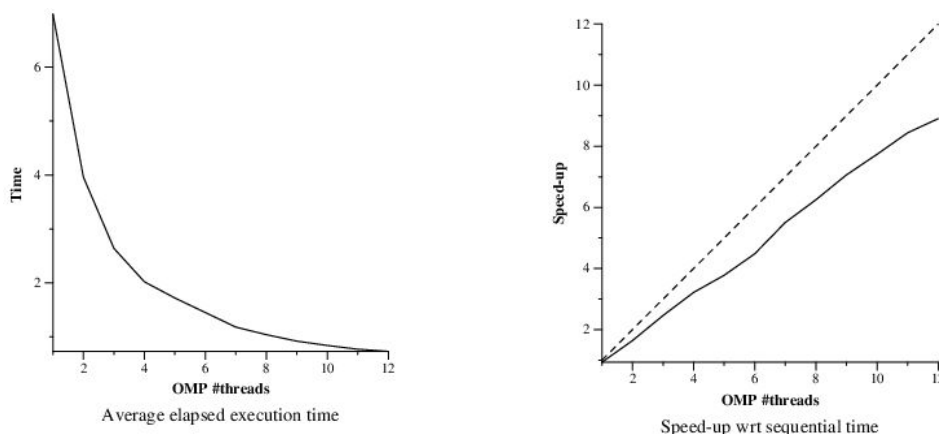 6
4
2
Time
2 4 6 8 10 12
OMP #threads
Average elapsed execution time
12
10
8
6
4
2
Speed-up
2 4 6 8 10 12
OMP #threads
Speed-up wrt sequential time